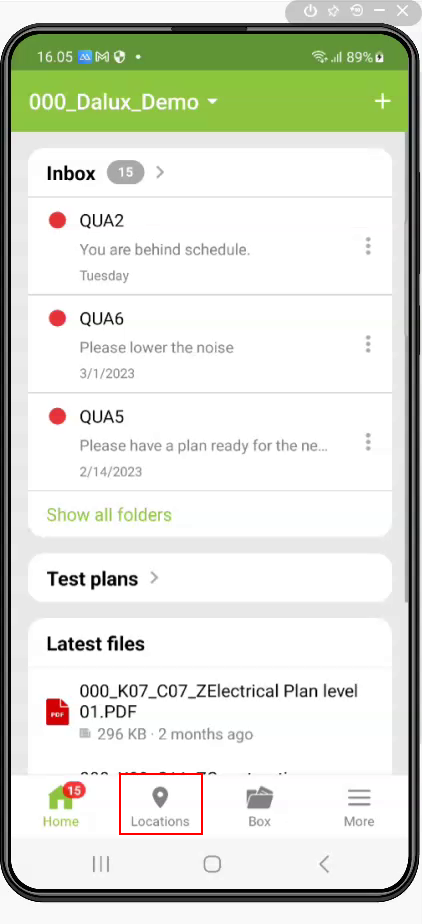 16.05 89%
000_Dalux_Demo
Inbox 15
QUA2
You are behind schedule.
Tuesday
QUA6
Please lower the noise
3/1/2023
QUA5
Please have a plan ready for the ne...
2/14/2023
Show all folders
Test plans
Latest files
000_K07_C07_ZElectrical Plan level
01.PDF
PDF
296 KB · 2 months ago
15
Home Locations Box More